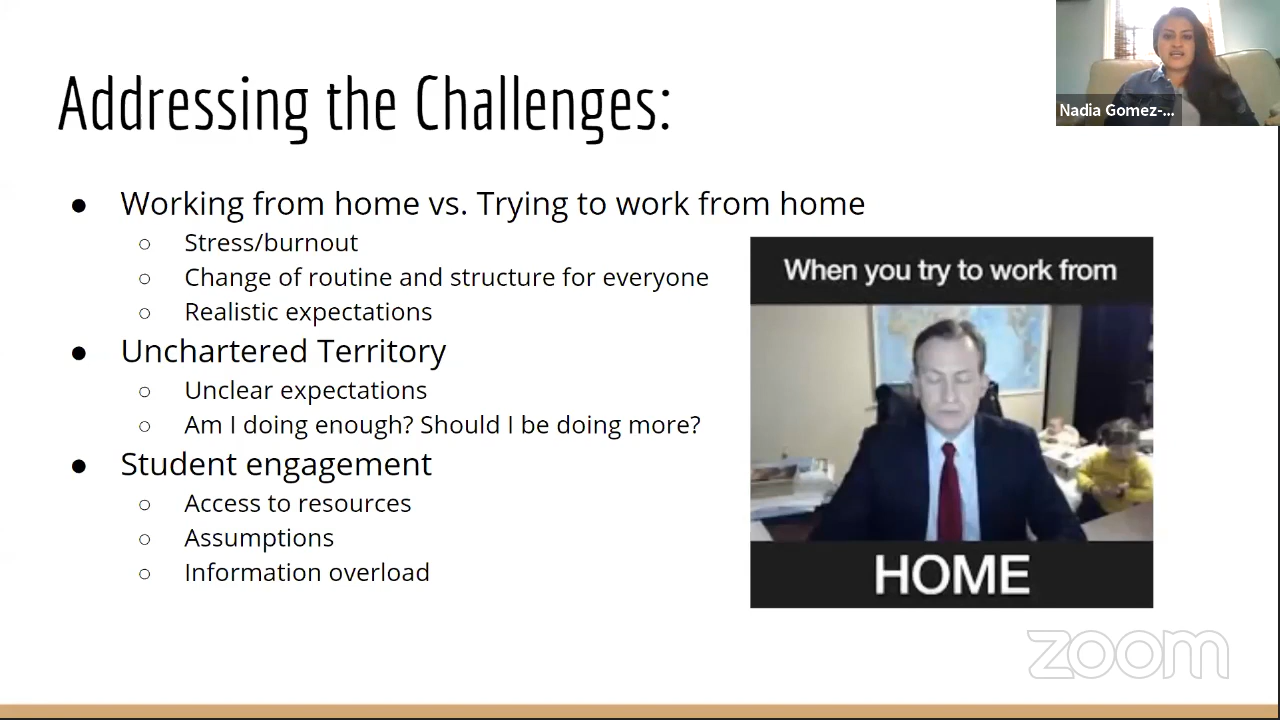 Addressing the Challenges:
Nadia Gomez-...
● Working from home vs. Trying to work from home
○ Stress/burnout
○ Change of routine and structure for everyone
○ Realistic expectations
● Unchartered Territory
○ Unclear expectations
○ Am I doing enough? Should I be doing more?
● Student engagement
○ Access to resources
○ Assumptions
○ Information overload
When you try to work from
HOME
zoom